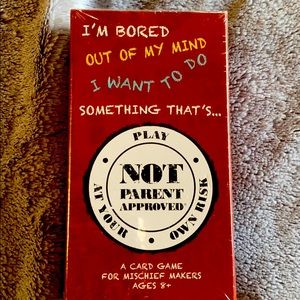 I'M BORED
OUT OF MY MIND
I WANT TO DO
SOMETHING THAT'S...
PLAY
AT YOUR
OWN RISK
NOT
PARENT
APPROVED
A CARD GAME
FOR MISCHIEF MAKERS
AGES 8+